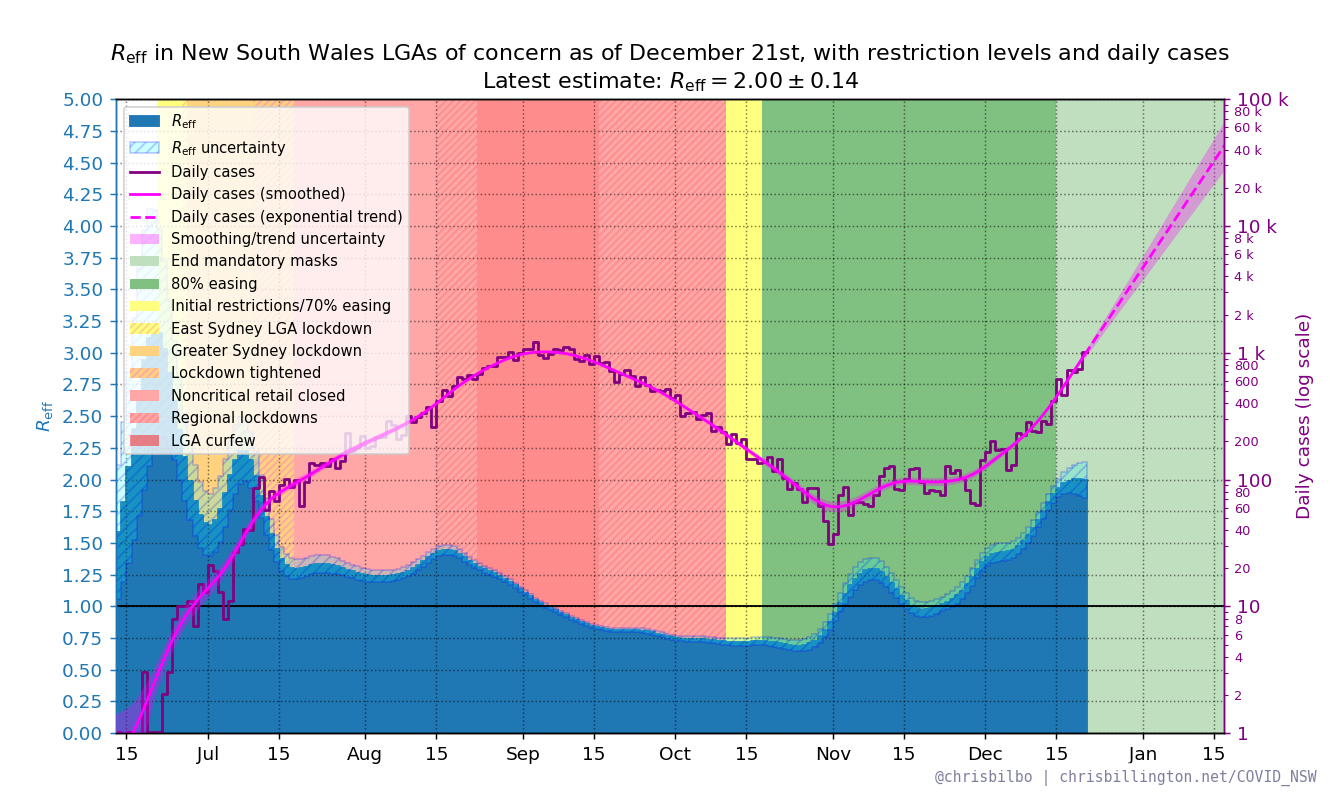 Reff in New South Wales LGAs of concern as of December 21st, with restriction levels and daily cases
Latest estimate: Reff = 2.00 ± 0.14
5.00
4.75
4.50
4.25
4.00
3.75
3.50
3.25
3.00
2.75
2.50
2.25
2.00
1.75
1.50
1.25
1.00
0.75
0.50
0.25
0.00
Reff
Reff
Reff uncertainty
Daily cases
Daily cases (smoothed)
Daily cases (exponential trend)
Smoothing/trend uncertainty
End mandatory masks
80% easing
Initial restrictions/70% easing
East Sydney LGA lockdown
Greater Sydney lockdown
Lockdown tightened
Noncritical retail closed
Regional lockdowns
LGA curfew
100 k
80 k
60 k
40 k
20 k
10 k
8 k
6 k
4 k
2 k
1 k
800
600
400
200
100
80
60
40
20
10
8
6
4
2
1
Daily cases (log scale)
15 Jul 15 Aug 15 Sep 15 Oct 15 Nov 15 Dec 15 Jan 15
@chrisbilbo | chrisbillington.net/COVID_NSW